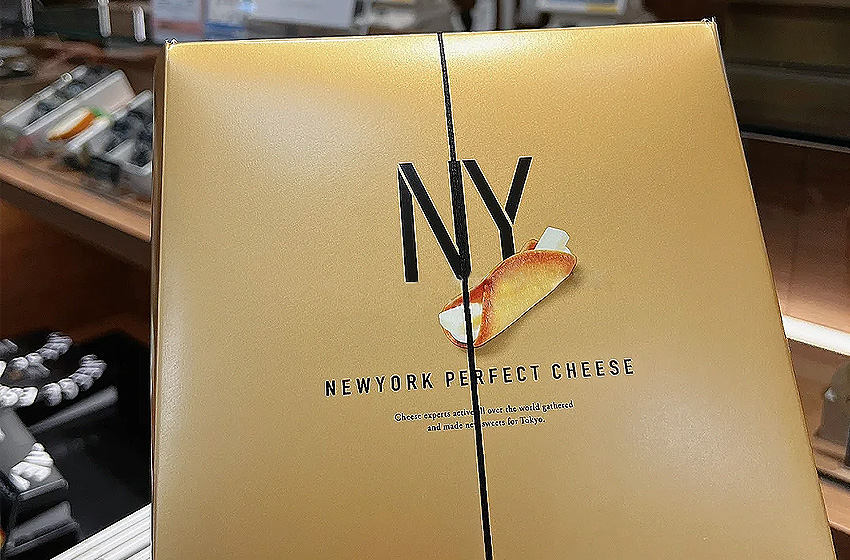 NY
NEWYORK PERFECT CHEESE
Cheese experts active all over the world gathered
and made new sweets for Tokyo.